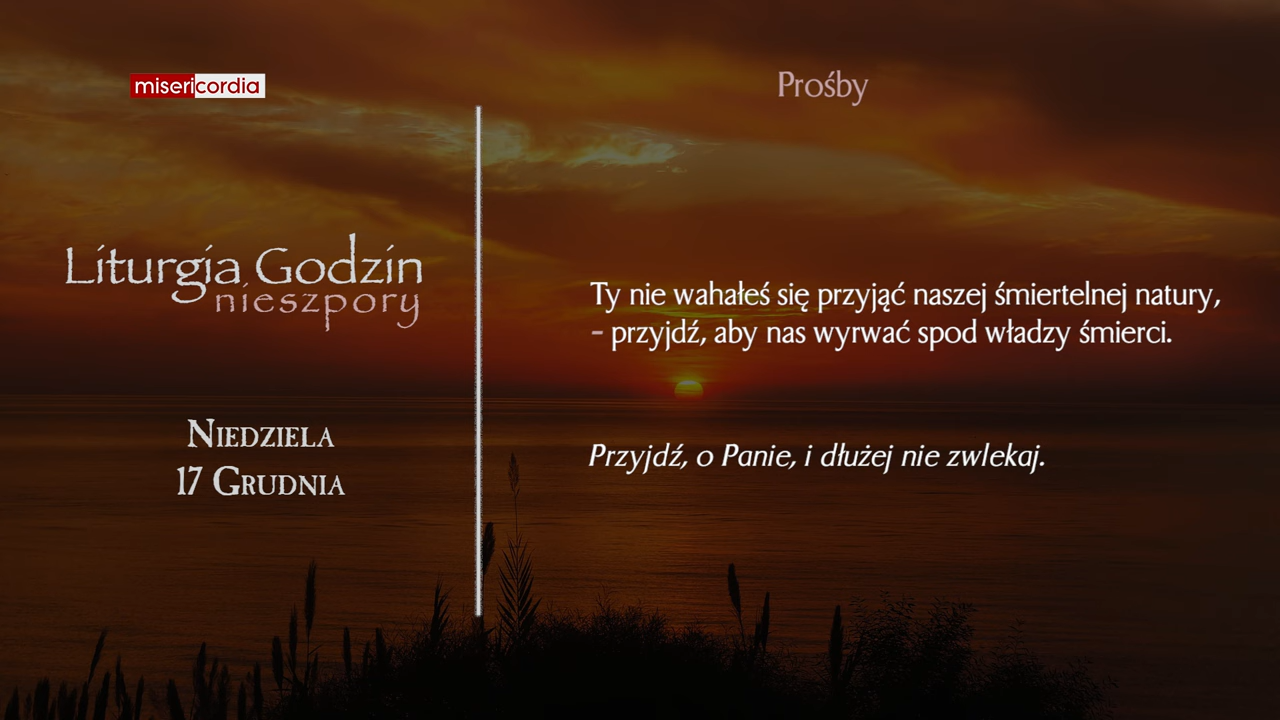 misericordia
Prośby
Liturgia Godzin
nieszpory
Niedziela
17 Grudnia
Ty nie wahałeś się przyjąć naszej śmiertelnej natury,
– przyjdź, aby nas wyrwać spod władzy śmierci.
Przyjdź, o Panie, i dłużej nie zwlekaj.